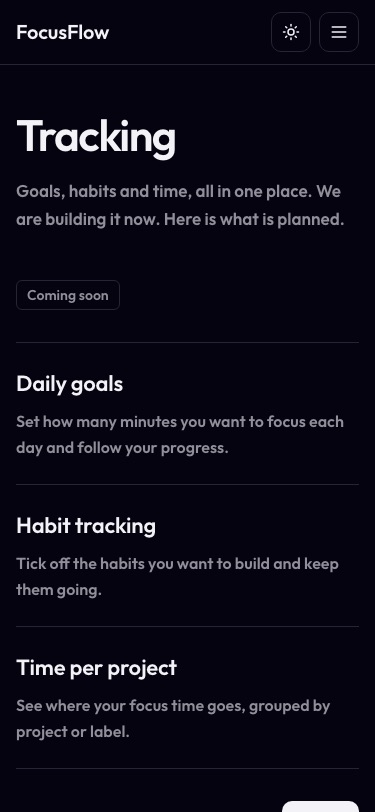 FocusFlow
Tracking
Goals, habits and time, all in one place. We
are building it now. Here is what is planned.
Coming soon
Daily goals
Set how many minutes you want to focus each
day and follow your progress.
Habit tracking
Tick off the habits you want to build and keep
them going.
Time per project
See where your focus time goes, grouped by
project or label.